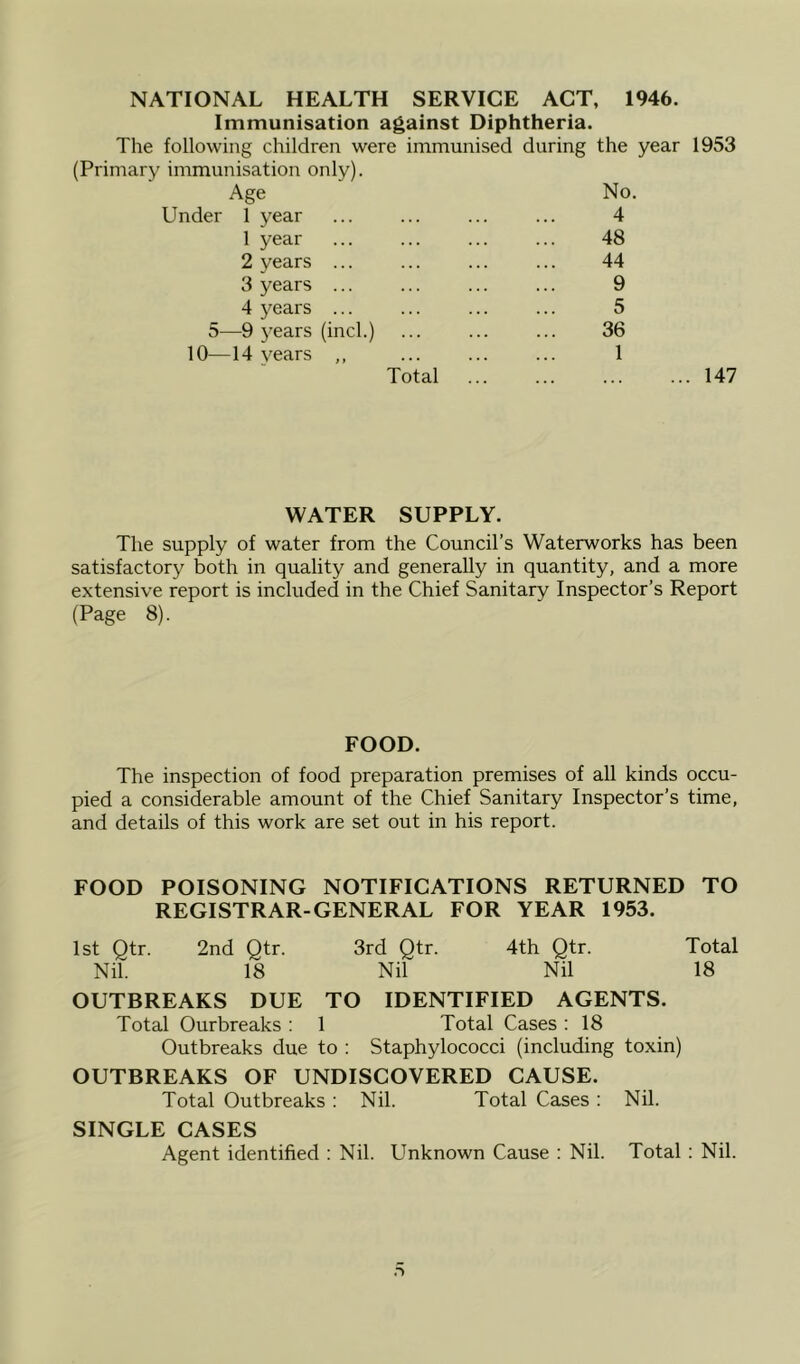 NATIONAL HEALTH SERVICE ACT, 1946.
Immunisation against Diphtheria.
The following children were immunised during the year 1953
(Primary immunisation only).
Age No.
Under 1 year ... ... ... ... 4
1 year ... ... ... ... 48
2 years ... ... ... ... 44
3 years ... ... ... ... 9
4 years ... ... ... ... 5
5—9 years (incl.) ... ... ... 36
10—14 years ,, ... ... ... 1
Total ... ... ... ... 147
WATER SUPPLY.
The supply of water from the Council's Waterworks has been
satisfactory both in quality and generally in quantity, and a more
extensive report is included in the Chief Sanitary Inspector's Report
(Page 8).
FOOD.
The inspection of food preparation premises of all kinds occu-
pied a considerable amount of the Chief Sanitary Inspector's time,
and details of this work are set out in his report.
FOOD POISONING NOTIFICATIONS RETURNED TO
REGISTRAR-GENERAL FOR YEAR 1953.
1st Qtr. 2nd Qtr. 3rd Qtr. 4th Qtr. Total
Nil. 18 Nil Nil 18
OUTBREAKS DUE TO IDENTIFIED AGENTS.
Total Ourbreaks : 1 Total Cases : 18
Outbreaks due to : Staphylococci (including toxin)
OUTBREAKS OF UNDISCOVERED CAUSE.
Total Outbreaks : Nil. Total Cases : Nil.
SINGLE CASES
Agent identified : Nil. Unknown Cause : Nil. Total : Nil.
5